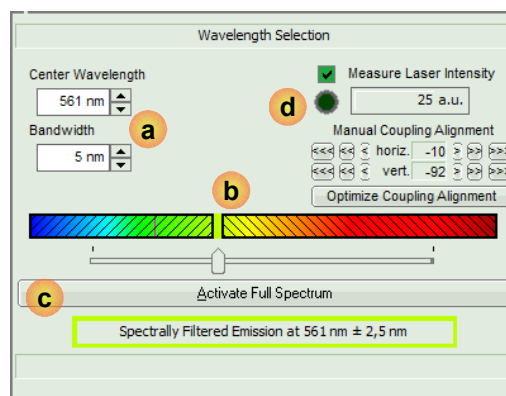 Wavelength Selection
Center Wavelength
561 nm
a
Bandwidth
5 nm
d
Measure Laser Intensity
25 a.u.
Manual Coupling Alignment
<<< << < horiz. -10 > >> >>>
<<< << < vert. -92 > >> >>>
Optimize Coupling Alignment
b
c
Activate Full Spectrum
Spectrally Filtered Emission at 561 nm ± 2,5 nm